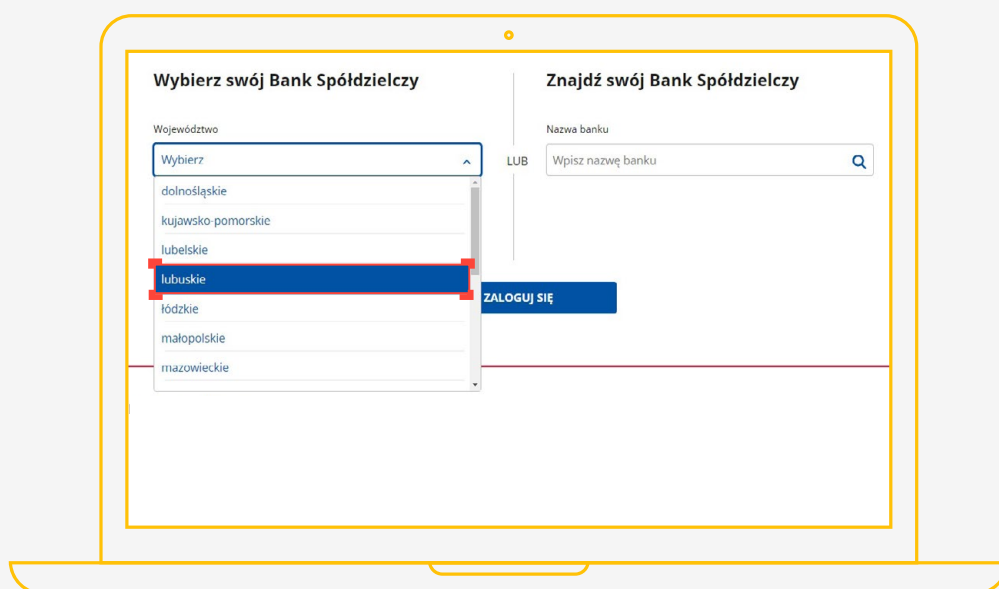 Wybierz swój Bank Spółdzielczy
Województwo
Wybierz
dolnośląskie
kujawsko-pomorskie
lubelskie
lubuskie
łódzkie
małopolskie
mazowieckie
LUB
Znajdź swój Bank Spółdzielczy
Nazwa banku
Wpisz nazwę banku
ZALOGUJ SIĘ